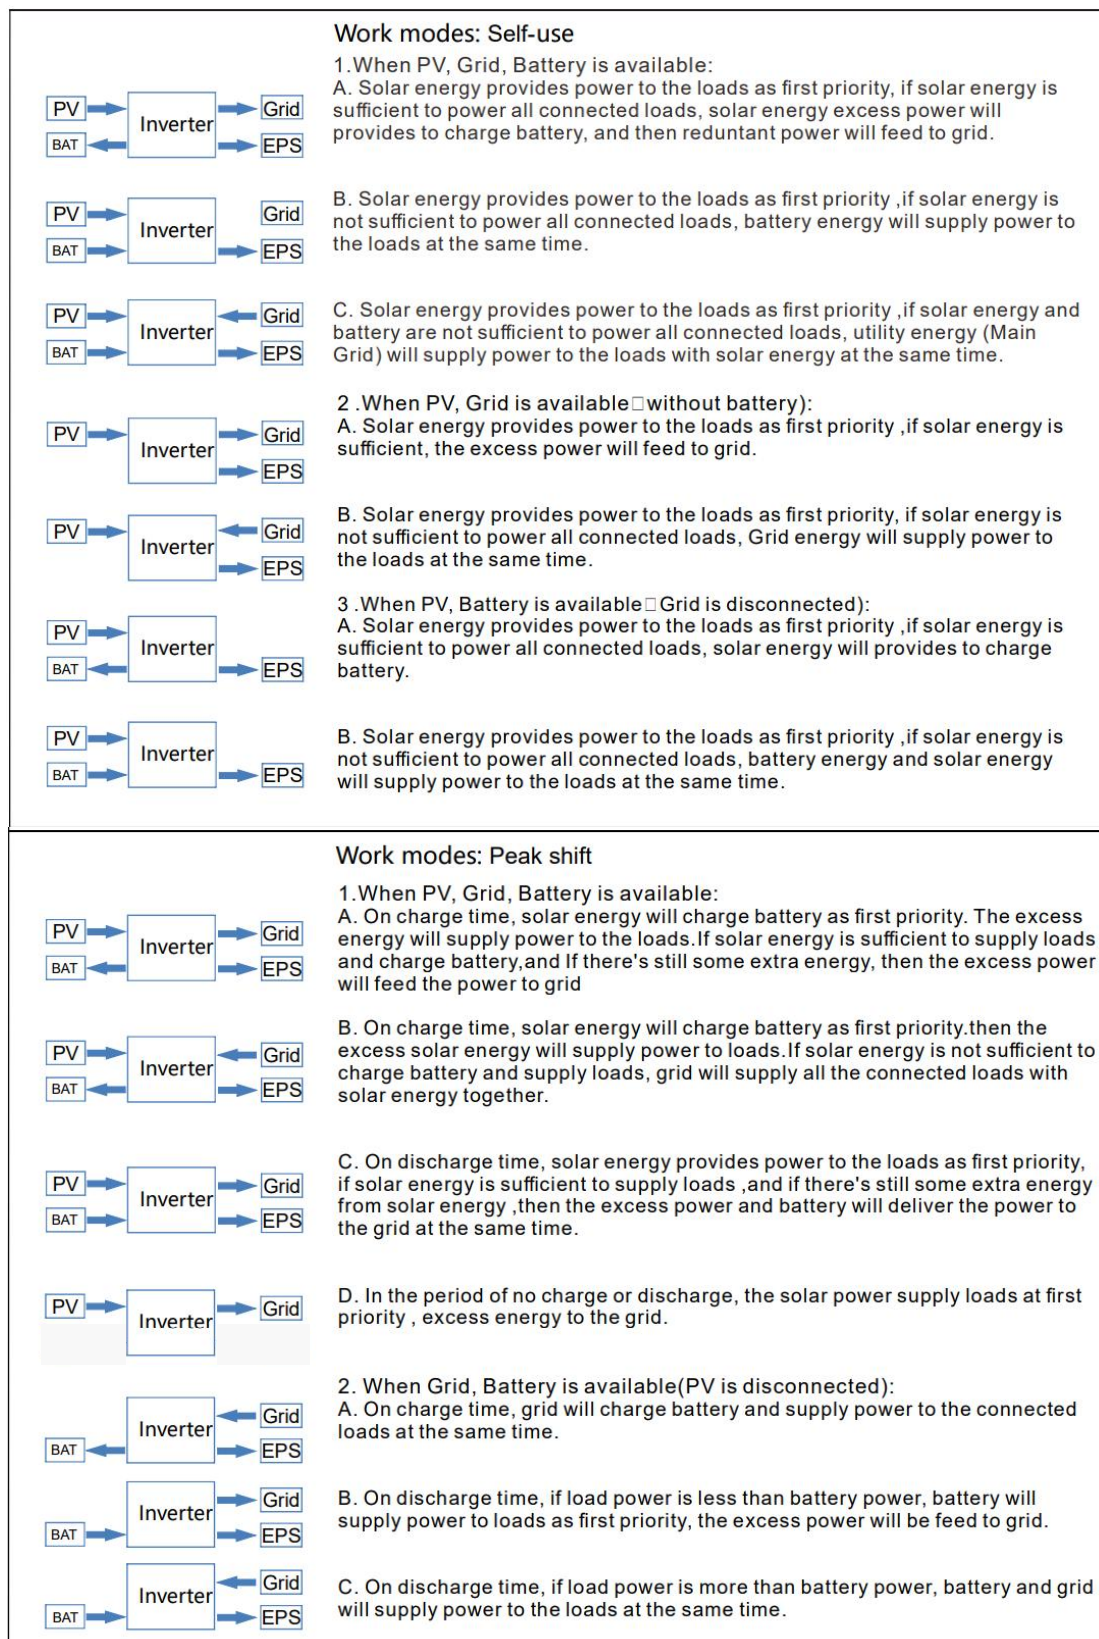 Work modes: Self-use
1.When PV, Grid, Battery is available:
A. Solar energy provides power to the loads as first priority, if solar energy is
sufficient to power all connected loads, solar energy excess power will
provides to charge battery, and then reduntant power will feed to grid.
PV
Grid
Inverter
BAT
EPS
B. Solar energy provides power to the loads as first priority ,if solar energy is
not sufficient to power all connected loads, battery energy will supply power to
the loads at the same time.
PV
Grid
Inverter
BAT
EPS
C. Solar energy provides power to the loads as first priority ,if solar energy and
battery are not sufficient to power all connected loads, utility energy (Main
Grid) will supply power to the loads with solar energy at the same time.
PV
Grid
Inverter
BAT
EPS
2 .When PV, Grid is available□without battery):
A. Solar energy provides power to the loads as first priority ,if solar energy is
sufficient, the excess power will feed to grid.
PV
Grid
Inverter
EPS
B. Solar energy provides power to the loads as first priority, if solar energy is
not sufficient to power all connected loads, Grid energy will supply power to
the loads at the same time.
PV
Grid
Inverter
EPS
3 .When PV, Battery is available□Grid is disconnected):
A. Solar energy provides power to the loads as first priority ,if solar energy is
sufficient to power all connected loads, solar energy will provides to charge
battery.
PV
Inverter
BAT
EPS
B. Solar energy provides power to the loads as first priority ,if solar energy is
not sufficient to power all connected loads, battery energy and solar energy
will supply power to the loads at the same time.
PV
Inverter
BAT
EPS
Work modes: Peak shift
1.When PV, Grid, Battery is available:
A. On charge time, solar energy will charge battery as first priority. The excess
energy will supply power to the loads.If solar energy is sufficient to supply loads
and charge battery,and If there's still some extra energy, then the excess power
will feed the power to grid
PV
Grid
Inverter
BAT
EPS
B. On charge time, solar energy will charge battery as first priority.then the
excess solar energy will supply power to loads.If solar energy is not sufficient to
charge battery and supply loads, grid will supply all the connected loads with
solar energy together.
PV
Grid
Inverter
BAT
EPS
C. On discharge time, solar energy provides power to the loads as first priority,
if solar energy is sufficient to supply loads ,and if there's still some extra energy
from solar energy ,then the excess power and battery will deliver the power to
the grid at the same time.
PV
Grid
Inverter
BAT
EPS
D. In the period of no charge or discharge, the solar power supply loads at first
priority , excess energy to the grid.
PV
Grid
Inverter
2. When Grid, Battery is available(PV is disconnected):
A. On charge time, grid will charge battery and supply power to the connected
loads at the same time.
Grid
Inverter
BAT
EPS
B. On discharge time, if load power is less than battery power, battery will
supply power to loads as first priority, the excess power will be feed to grid.
Grid
Inverter
BAT
EPS
C. On discharge time, if load power is more than battery power, battery and grid
will supply power to the loads at the same time.
Grid
Inverter
BAT
EPS